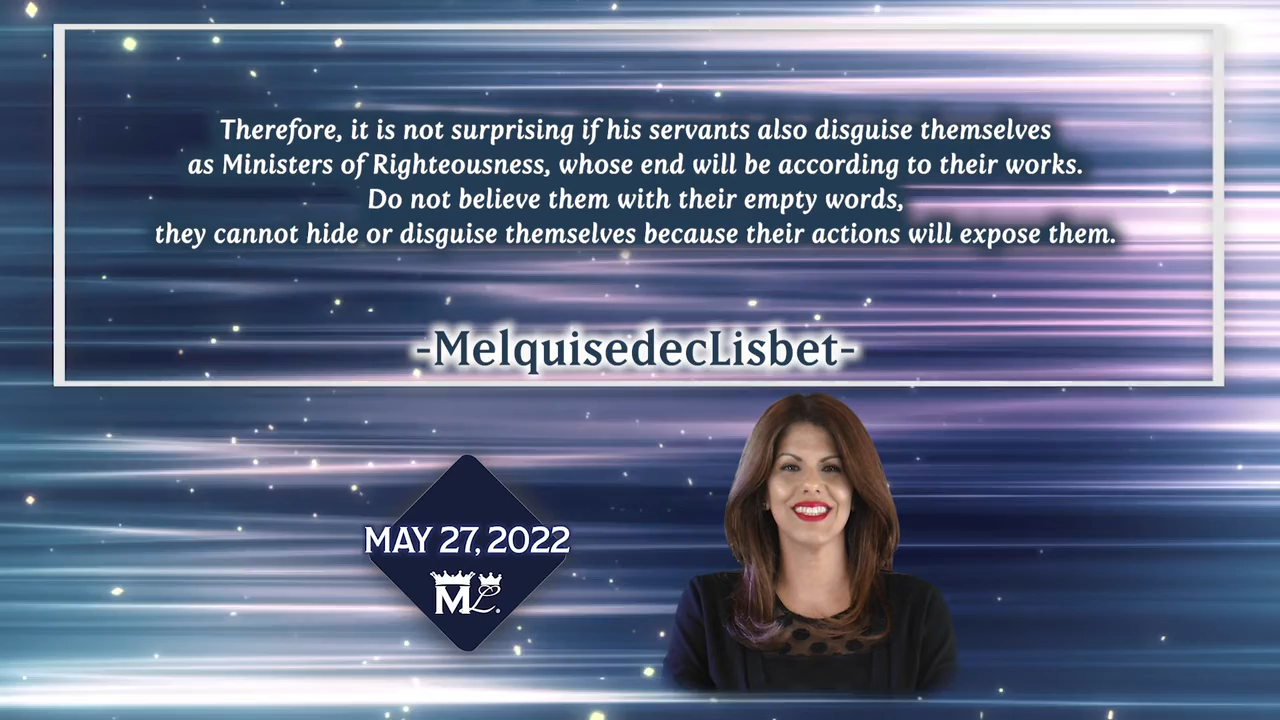 Therefore, it is not surprising if his servants also disguise themselves
as Ministers of Righteousness, whose end will be according to their works.
Do not believe them with their empty words,
they cannot hide or disguise themselves because their actions will expose them.
-MelquisedecLisbet-
MAY 27, 2022
ML.